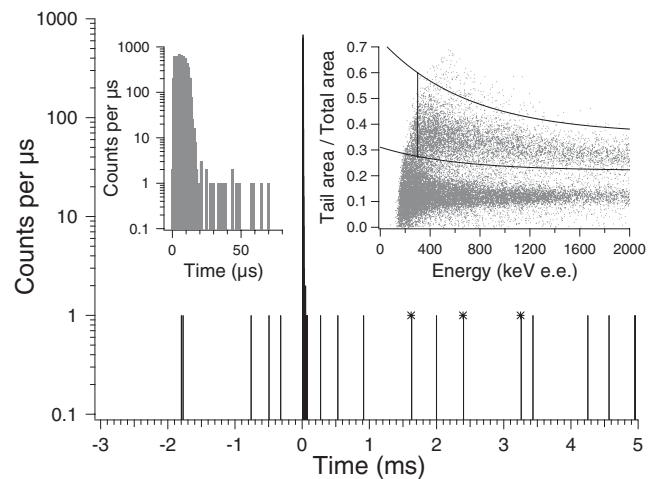 Counts per µs
1000
100
10
1
0.1
-3 -2 -1 0 1 2 3 4 5
Time (ms)
Counts per µs
1000
100
10
1
0.1
0 50
Time (µs)
Tail area / Total area
0.7
0.6
0.5
0.4
0.3
0.2
0.1
0.0
0 400 800 1200 1600 2000
Energy (keV e.e.)